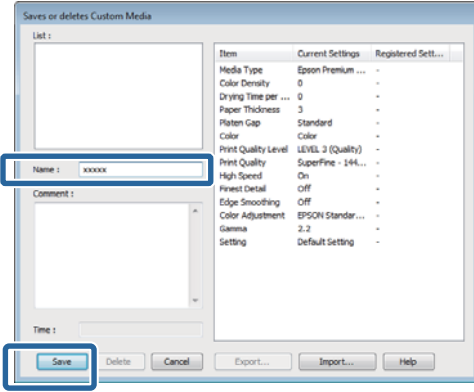 Saves or deletes Custom Media
List :
Item Current Settings Registered Sett...
Media Type Epson Premium ... -
Color Density 0 -
Drying Time per ... 0 -
Paper Thickness 3 -
Platen Gap Standard -
Color Color -
Print Quality Level LEVEL 3 (Quality) -
Print Quality SuperFine - 144... -
High Speed On -
Finest Detail Off -
Edge Smoothing Off -
Color Adjustment EPSON Standar... -
Gamma 2.2 -
Setting Default Setting -
Name : xxxxx
Comment :
Time :
Save Delete Cancel Export... Import... Help